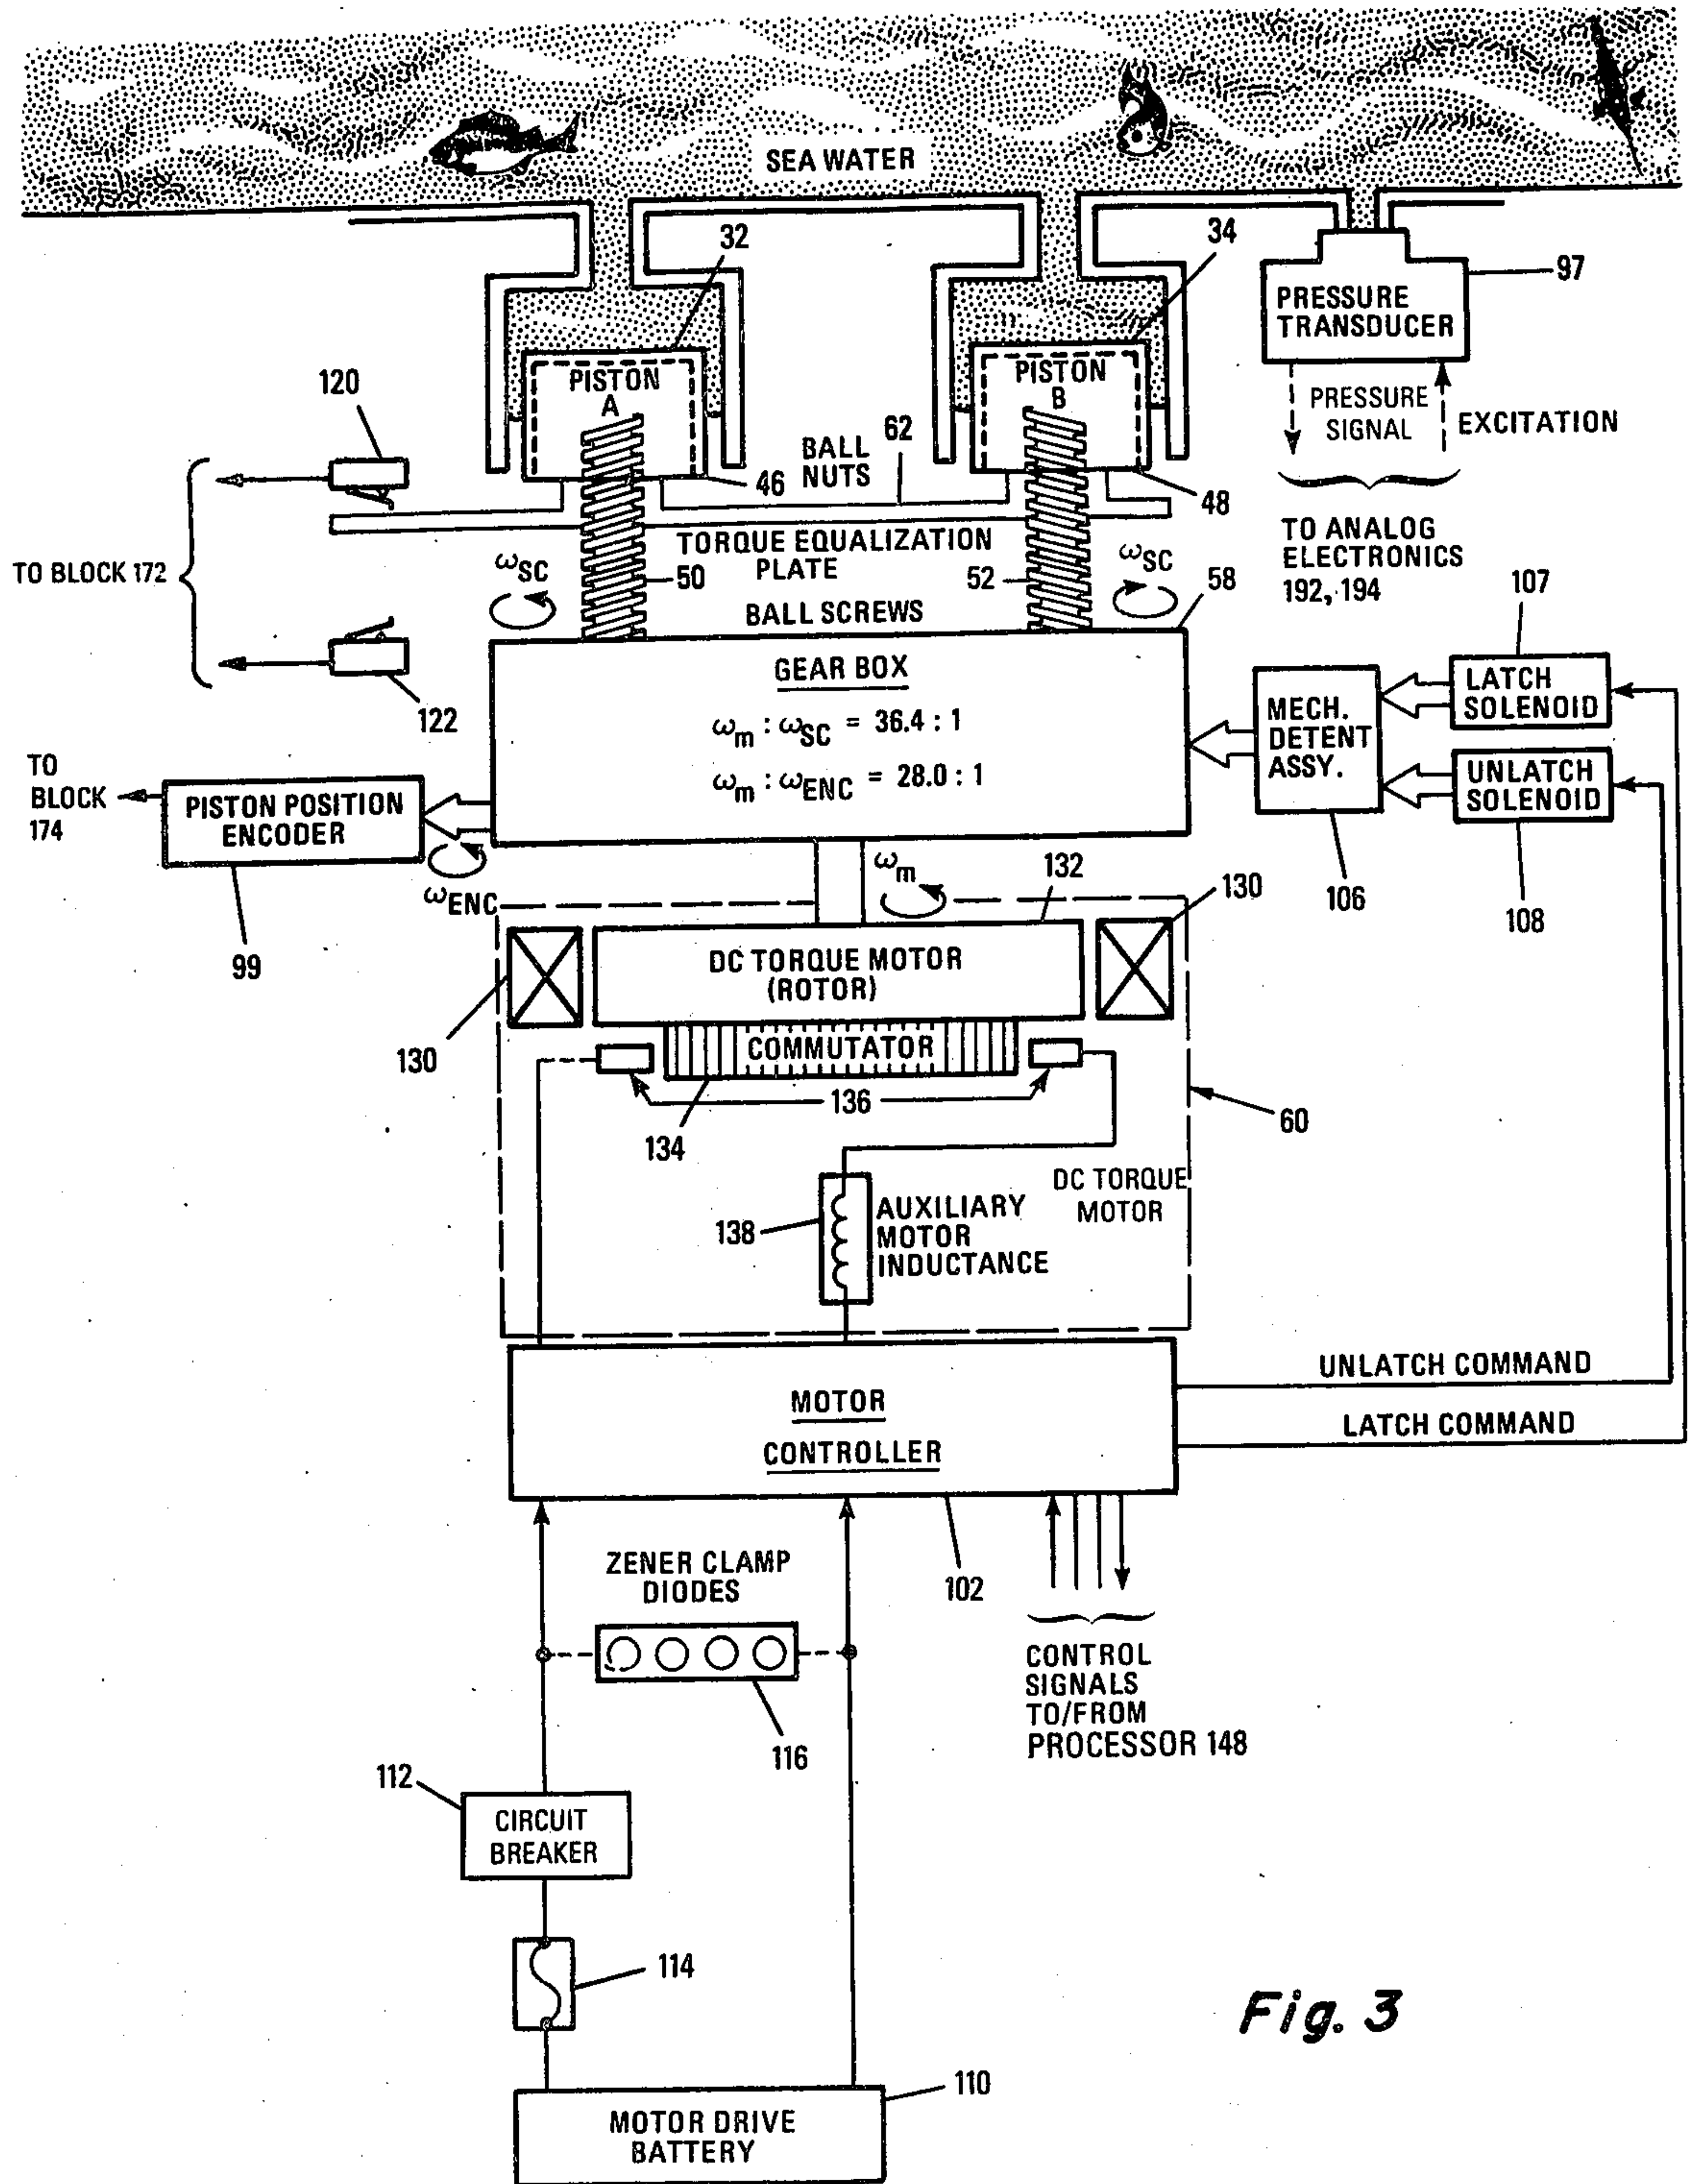 SEA WATER
32
34
97
PRESSURE
TRANSDUCER
PISTON
A
PISTON
B
120
PRESSURE
SIGNAL
EXCITATION
BALL
NUTS
62
46
48
TO ANALOG
ELECTRONICS
192, 194
TORQUE EQUALIZATION
PLATE
TO BLOCK 172
ωSC
50
52
ωSC
58
BALL SCREWS
107
122
GEAR BOX
ωm : ωSC = 36.4 : 1
ωm : ωENC = 28.0 : 1
MECH.
DETENT
ASSY.
LATCH
SOLENOID
UNLATCH
SOLENOID
TO
BLOCK
174
PISTON POSITION
ENCODER
106
108
ωENC
ωm
132
130
99
DC TORQUE MOTOR
(ROTOR)
130
COMMUTATOR
136
134
60
DC TORQUE
MOTOR
138
AUXILIARY
MOTOR
INDUCTANCE
MOTOR
CONTROLLER
UNLATCH COMMAND
LATCH COMMAND
ZENER CLAMP
DIODES
102
116
CONTROL
SIGNALS
TO/FROM
PROCESSOR 148
112
CIRCUIT
BREAKER
114
110
MOTOR DRIVE
BATTERY
Fig. 3